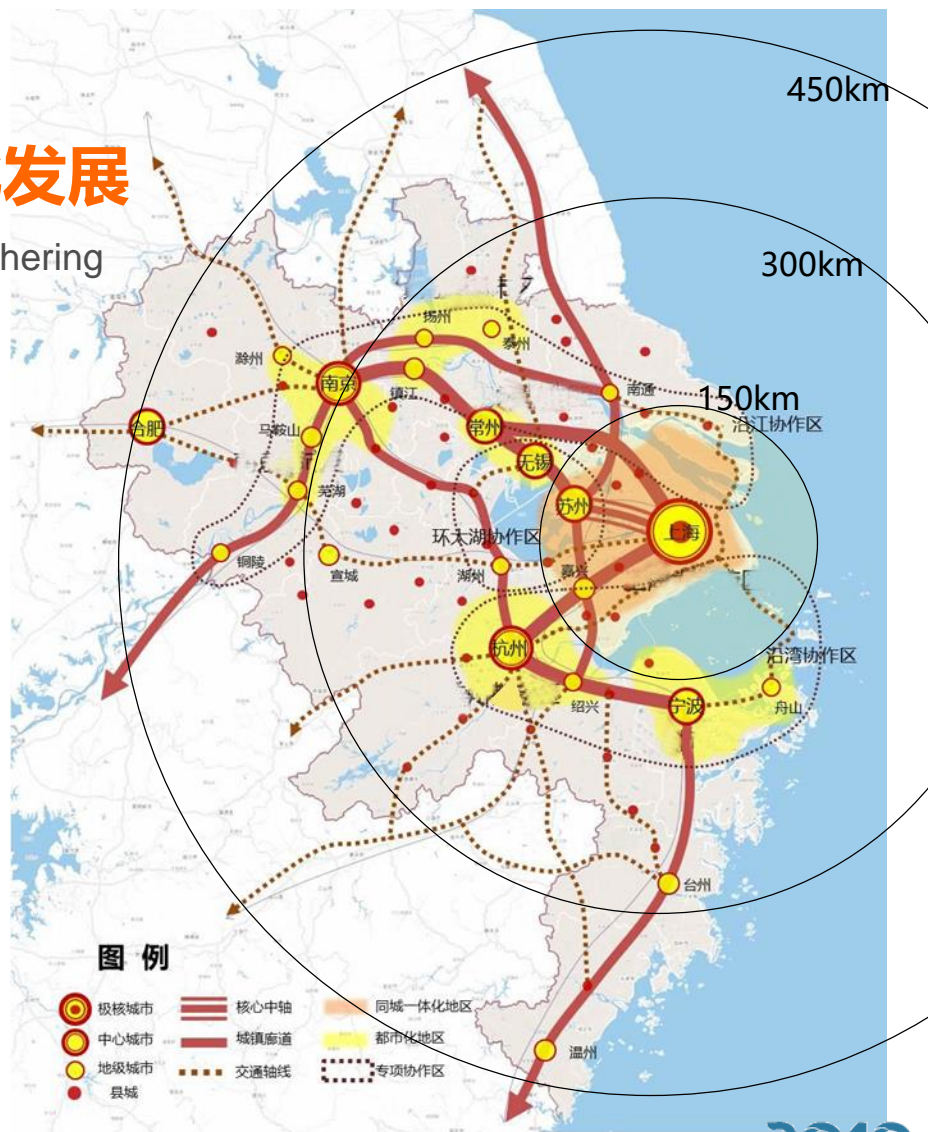 450km
发展
hering
300km
扬州
泰州
滁州
南京
镇江
南通
150km
合肥
马鞍山
常州
沿江协作区
无锡
芜湖
苏州
上海
环太湖协作区
铜陵
宣城
湖州
嘉兴
杭州
沿湾协作区
绍兴
宁波
舟山
台州
图 例
极核城市
核心中轴
同城一体化地区
中心城市
城镇廊道
都市化地区
地级城市
交通轴线
专项协作区
县城
温州